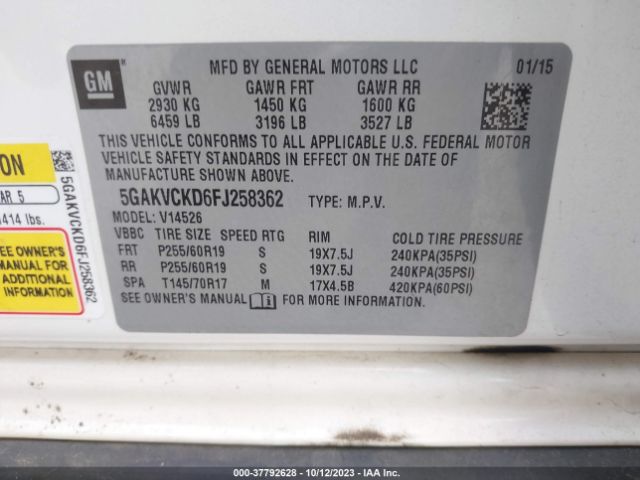 GM
MFD BY GENERAL MOTORS LLC 01/15
GVWR GAWR FRT GAWR RR
2930 KG 1450 KG 1600 KG
6459 LB 3196 LB 3527 LB
THIS VEHICLE CONFORMS TO ALL APPLICABLE U.S. FEDERAL MOTOR
VEHICLE SAFETY STANDARDS IN EFFECT ON THE DATE OF
MANUFACTURE SHOWN ABOVE.
5GAKVCKD6FJ258362 TYPE: M.P.V.
MODEL: V14526
VBBC TIRE SIZE SPEED RTG RIM COLD TIRE PRESSURE
FRT P255/60R19 S 19X7.5J 240KPA(35PSI)
RR P255/60R19 S 19X7.5J 240KPA(35PSI)
SPA T145/70R17 M 17X4.5B 420KPA(60PSI)
SEE OWNER'S MANUAL FOR MORE INFORMATION.
ON
AR 5
414 lbs.
SEE OWNER'S
MANUAL FOR
ADDITIONAL
INFORMATION
5GAKVCKD6FJ258362
000-37792628 - 10/12/2023 - IAA Inc.